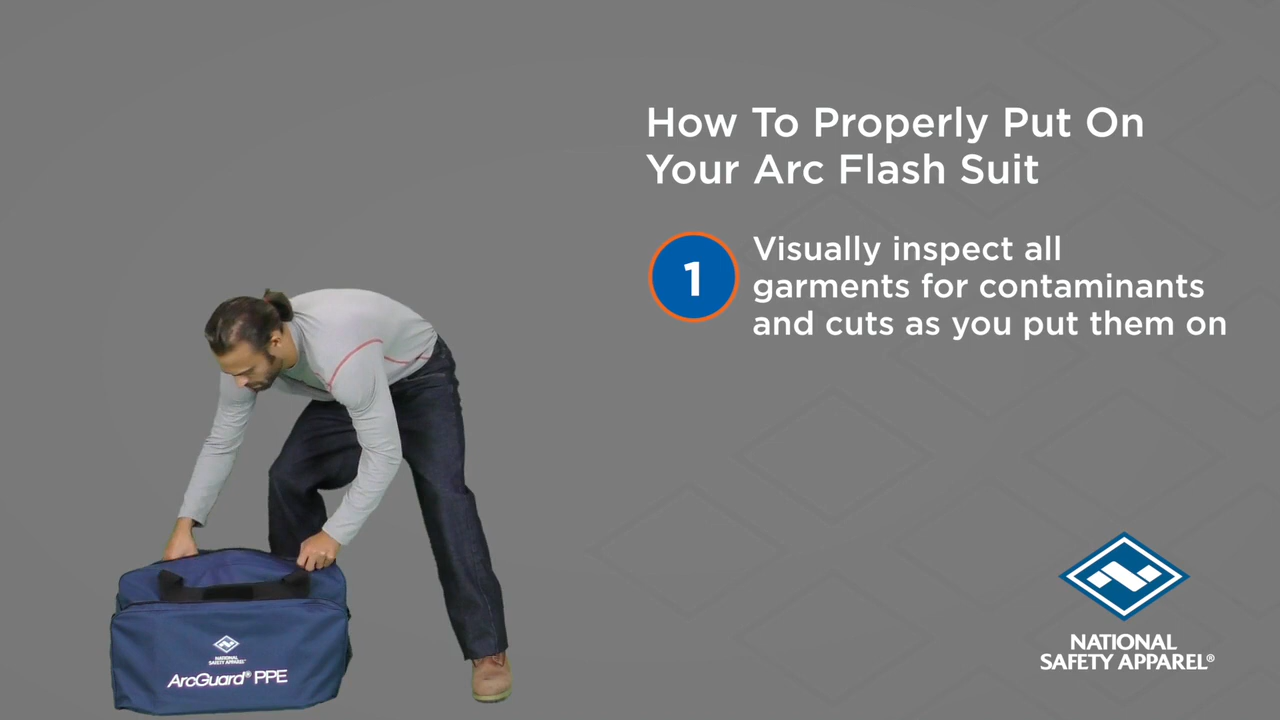 How To Properly Put On
Your Arc Flash Suit
1
Visually inspect all
garments for contaminants
and cuts as you put them on
NATIONAL
SAFETY APPAREL®
NATIONAL
SAFETY APPAREL®
ArcGuard® PPE